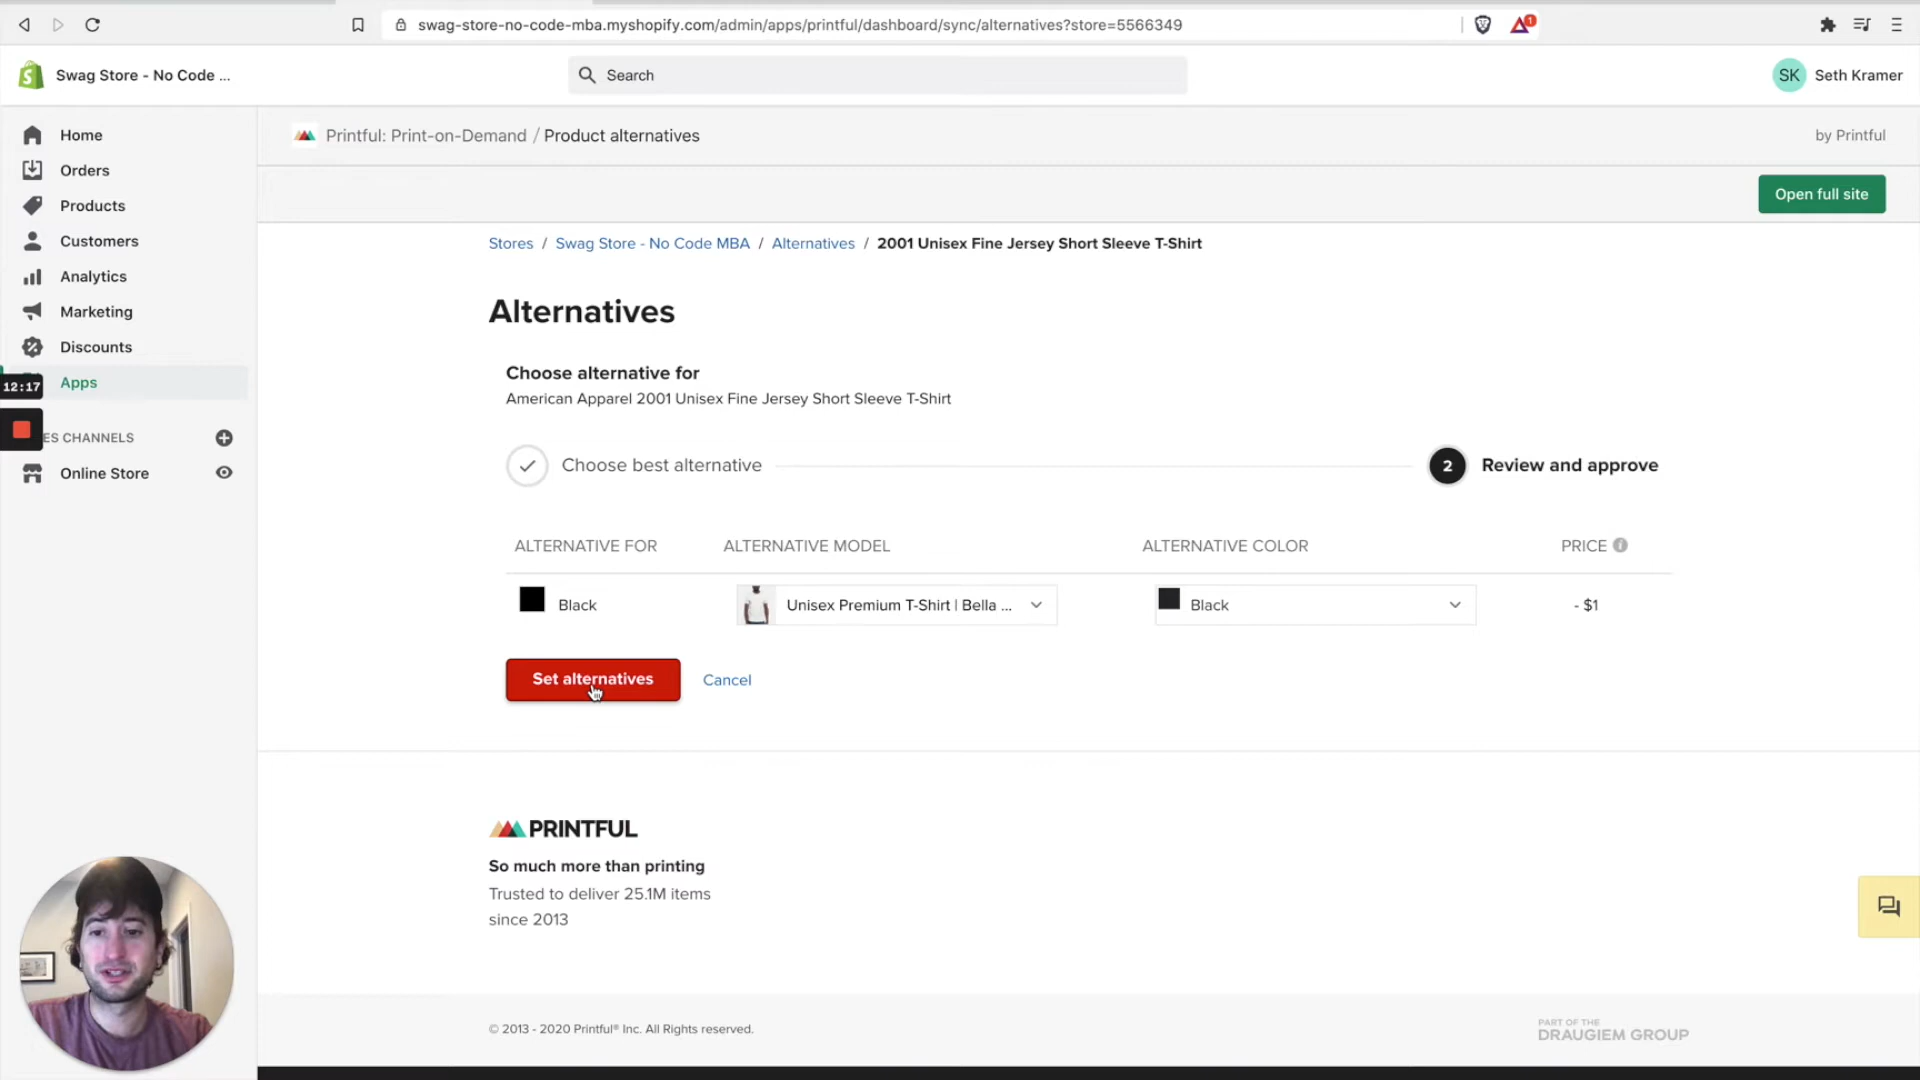 swag-store-no-code-mba.myshopify.com/admin/apps/printful/dashboard/sync/alternatives?store=5566349
1
Swag Store - No Code ...
Search
SK Seth Kramer
Home
Orders
Products
Customers
Analytics
Marketing
Discounts
Apps
12:17
ES CHANNELS
Online Store
Printful: Print-on-Demand / Product alternatives
by Printful
Open full site
Stores / Swag Store - No Code MBA / Alternatives / 2001 Unisex Fine Jersey Short Sleeve T-Shirt
Alternatives
Choose alternative for
American Apparel 2001 Unisex Fine Jersey Short Sleeve T-Shirt
Choose best alternative
2 Review and approve
ALTERNATIVE FOR ALTERNATIVE MODEL ALTERNATIVE COLOR PRICE
Black Unisex Premium T-Shirt | Bella ... Black - $1
Set alternatives Cancel
PRINTFUL
So much more than printing
Trusted to deliver 25.1M items
since 2013
© 2013 - 2020 Printful® Inc. All Rights reserved.
PART OF THE
DRAUGIEM GROUP